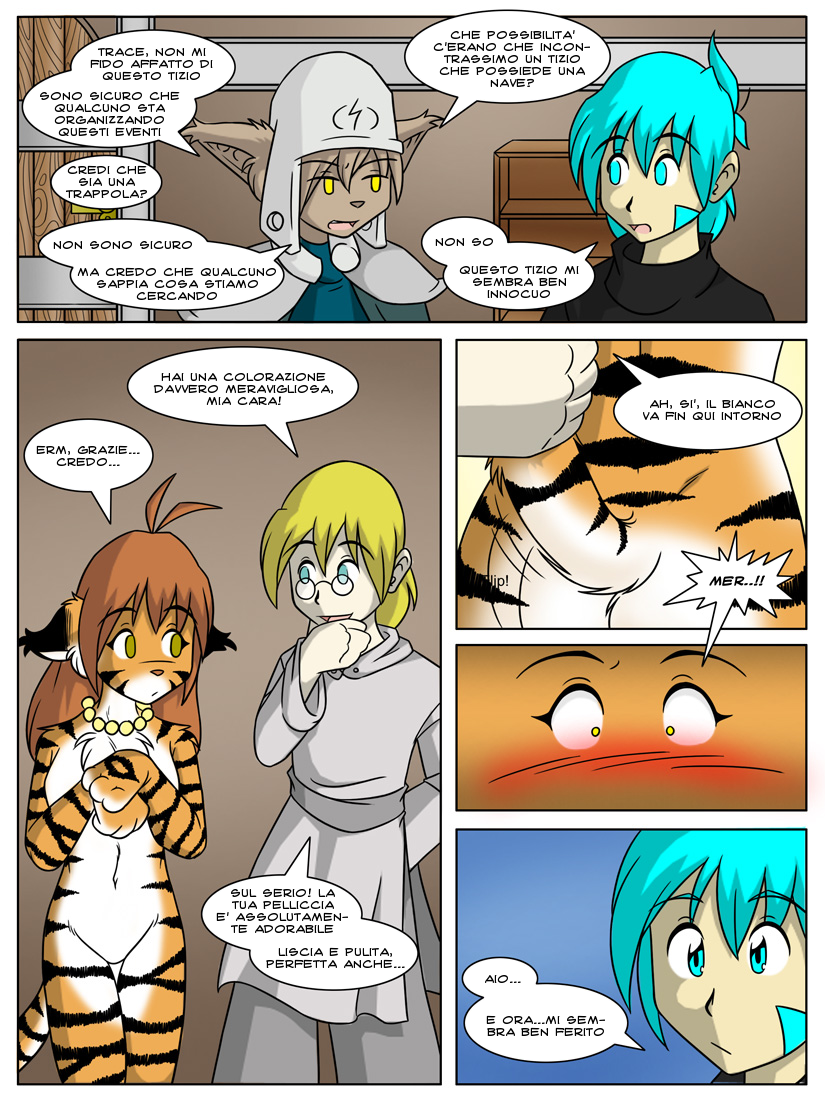 TRACE, NON MI
FIDO AFFATTO DI
QUESTO TIZIO
SONO SICURO CHE
QUALCUNO STA
ORGANIZZANDO
QUESTI EVENTI
CHE POSSIBILITA'
C'ERANO CHE INCON-
TRASSIMO UN TIZIO
CHE POSSIEDE UNA
NAVE?
CREDI CHE
SIA UNA
TRAPPOLA?
NON SONO SICURO
MA CREDO CHE QUALCUNO
SAPPIA COSA STIAMO
CERCANDO
NON SO
QUESTO TIZIO MI
SEMBRA BEN
INNOCUO
HAI UNA COLORAZIONE
DAVVERO MERAVIGLIOSA,
MIA CARA!
ERM, GRAZIE...
CREDO...
SUL SERIO! LA
TUA PELLICCIA
E' ASSOLUTAMEN-
TE ADORABILE
LISCIA E PULITA,
PERFETTA ANCHE...
AH, SI', IL BIANCO
VA FIN QUI INTORNO
MER..!!
AIO...
E ORA...MI SEM-
BRA BEN FERITO